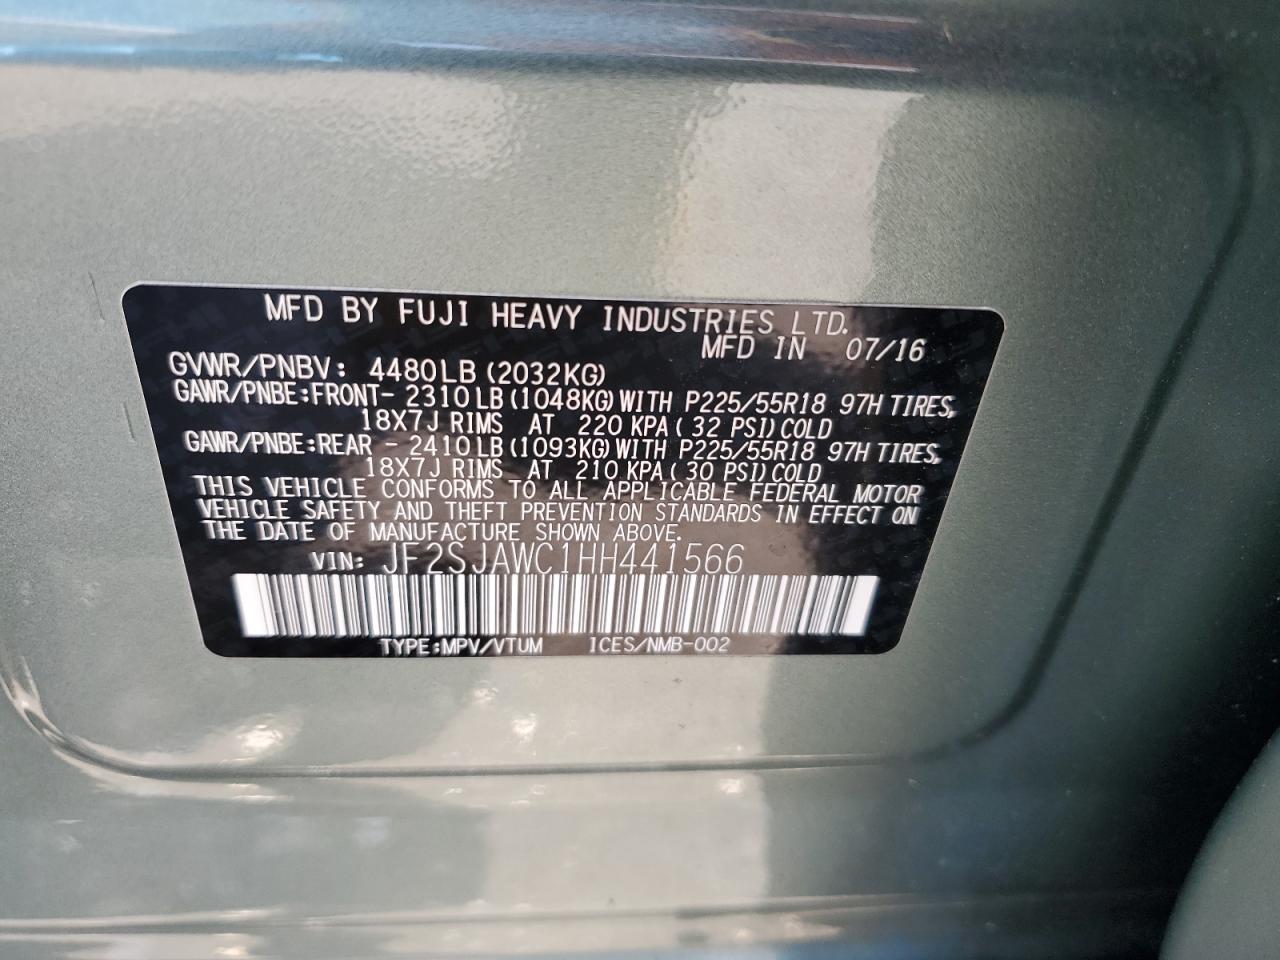 MFD BY FUJI HEAVY INDUSTRIES LTD.
MFD IN 07/16
GVWR/PNBV: 4480LB (2032KG)
GAWR/PNBE:FRONT- 2310LB(1048KG)WITH P225/55R18 97H TIRES,
18X7J RIMS AT 220 KPA( 32 PSI)COLD
GAWR/PNBE:REAR - 2410LB(1093KG)WITH P225/55R18 97H TIRES,
18X7J RIMS AT 210 KPA( 30 PSI)COLD
THIS VEHICLE CONFORMS TO ALL APPLICABLE FEDERAL MOTOR
VEHICLE SAFETY AND THEFT PREVENTION STANDARDS IN EFFECT ON
THE DATE OF MANUFACTURE SHOWN ABOVE.
VIN: JF2SJAWC1HH441566
TYPE:MPV/VTUM ICES/NMB-002